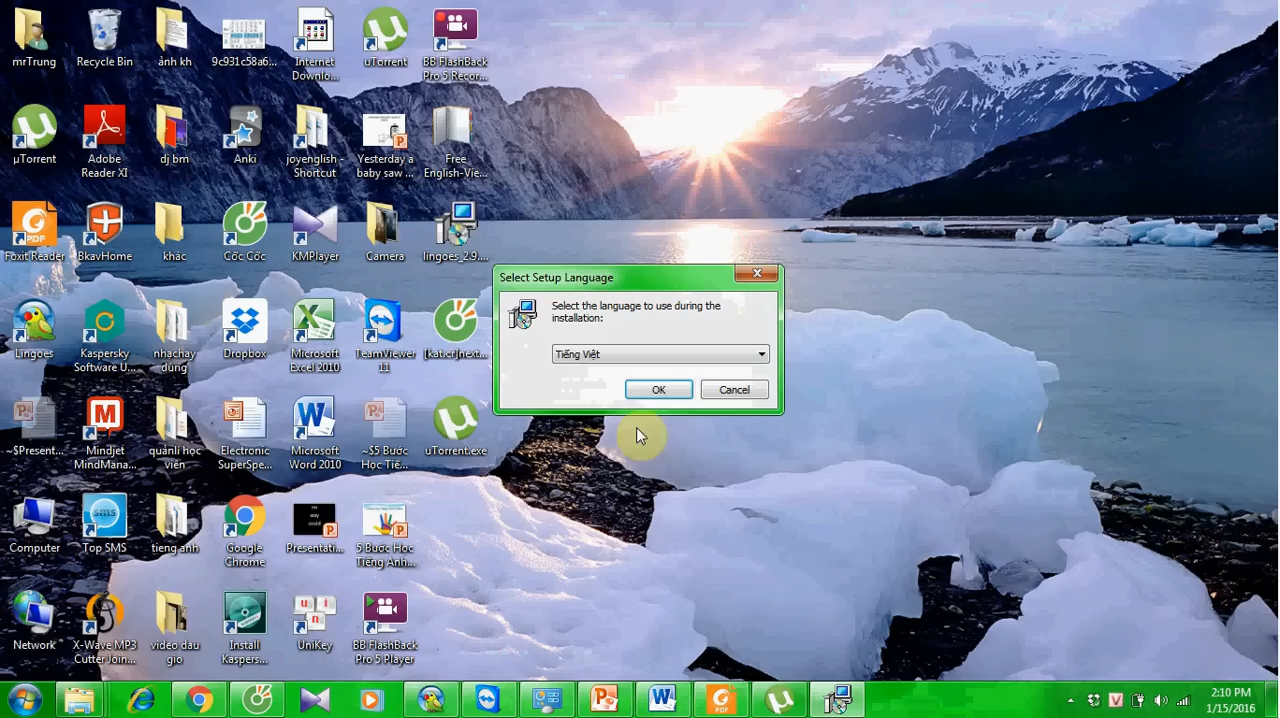 mrTrung
Recycle Bin
ảnh kh
9c931c58a6...
Internet
Downlo...
uTorrent
BB FlashBack
Pro 5 Recor...
µTorrent
Adobe
Reader XI
dj bm
Anki
joyenglish -
Shortcut
Yesterday a
baby saw ...
Free
English-Vie...
Foxit Reader
BkavHome
khác
Cốc Cốc
KMPlayer
Camera
lingoes_2.9....
Lingoes
Kaspersky
Software U...
nhachay
dùng
Dropbox
Microsoft
Excel 2010
TeamViewer
11
[katicr]next...
~$Present...
Mindjet
MindMana...
quảnlí học
viên
Electronic
SuperSpe...
Microsoft
Word 2010
~$5 Bước
Học Tiế...
uTorrent.exe
Computer
Top SMS
tieng anh
Google
Chrome
Presentati...
5 Bước Học
Tiếng Anh...
Network
X-Wave MP3
Cutter Join...
video dau
gio
Install
Kaspers...
UniKey
BB FlashBack
Pro 5 Player
Select Setup Language
Select the language to use during the
installation:
Tiếng Việt
OK
Cancel
2:10 PM
1/15/2016